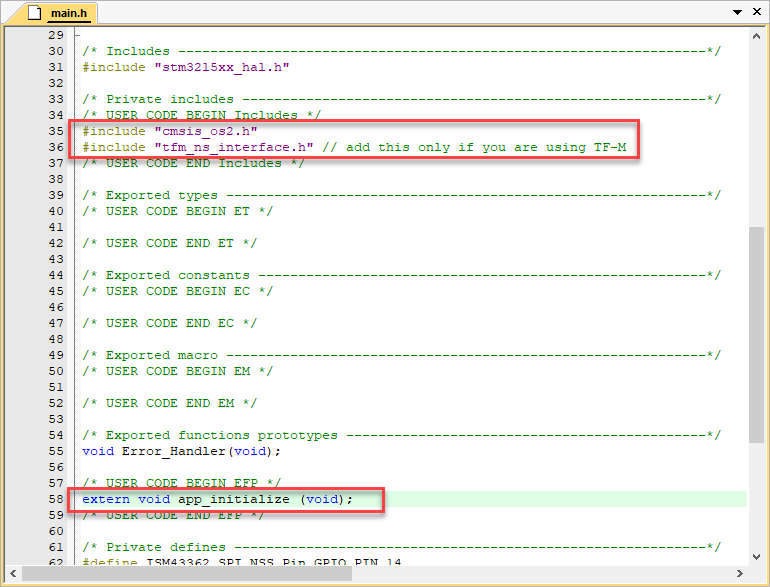 main.h
29
30 /* Includes ------------------------------------------------------------------*/
31 #include "stm32l5xx_hal.h"
32
33 /* Private includes ----------------------------------------------------------*/
34 /* USER CODE BEGIN Includes */
35 #include "cmsis_os2.h"
36 #include "tfm_ns_interface.h" // add this only if you are using TF-M
37 /* USER CODE END Includes */
38
39 /* Exported types ------------------------------------------------------------*/
40 /* USER CODE BEGIN ET */
41
42 /* USER CODE END ET */
43
44 /* Exported constants --------------------------------------------------------*/
45 /* USER CODE BEGIN EC */
46
47 /* USER CODE END EC */
48
49 /* Exported macro ------------------------------------------------------------*/
50 /* USER CODE BEGIN EM */
51
52 /* USER CODE END EM */
53
54 /* Exported functions prototypes ---------------------------------------------*/
55 void Error_Handler(void);
56
57 /* USER CODE BEGIN EFP */
58 extern void app_initialize (void);
59 /* USER CODE END EFP */
60
61 /* Private defines -----------------------------------------------------------*/
62 #define ISM43362_SPI_NSS_Pin GPIO_PIN_14